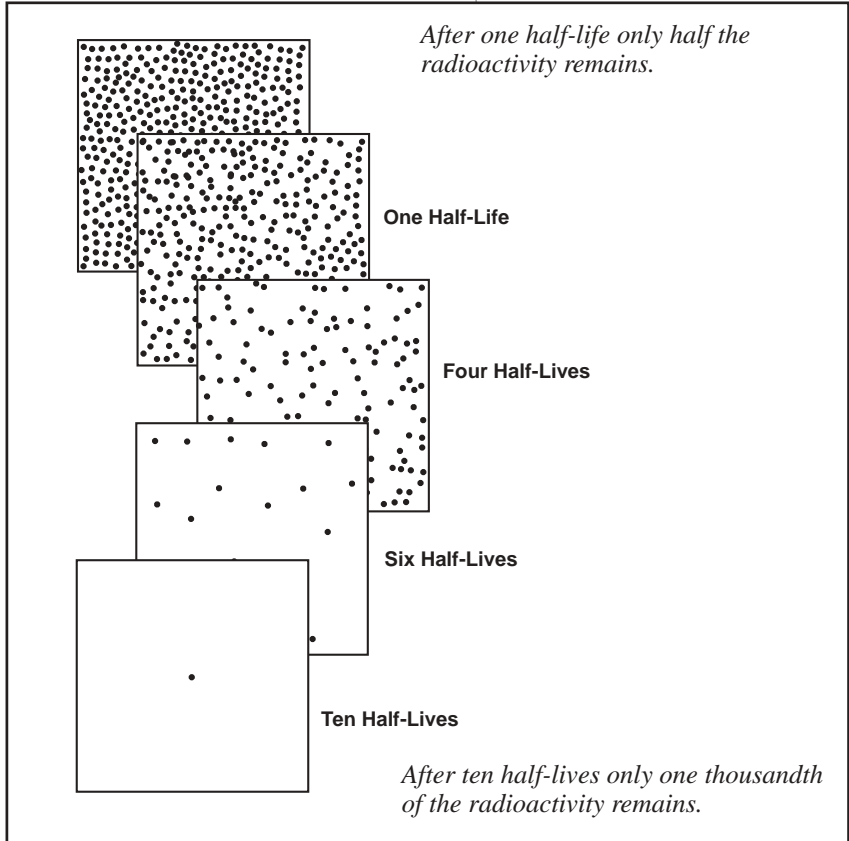 After one half-life only half the
radioactivity remains.
One Half-Life
Four Half-Lives
Six Half-Lives
Ten Half-Lives
After ten half-lives only one thousandth
of the radioactivity remains.